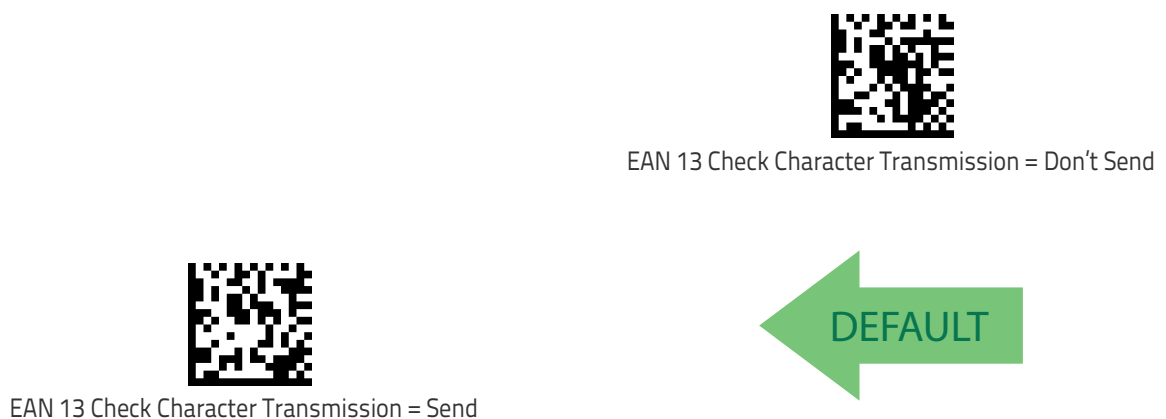 EAN 13 Check Character Transmission = Don’t Send
DEFAULT
EAN 13 Check Character Transmission = Send